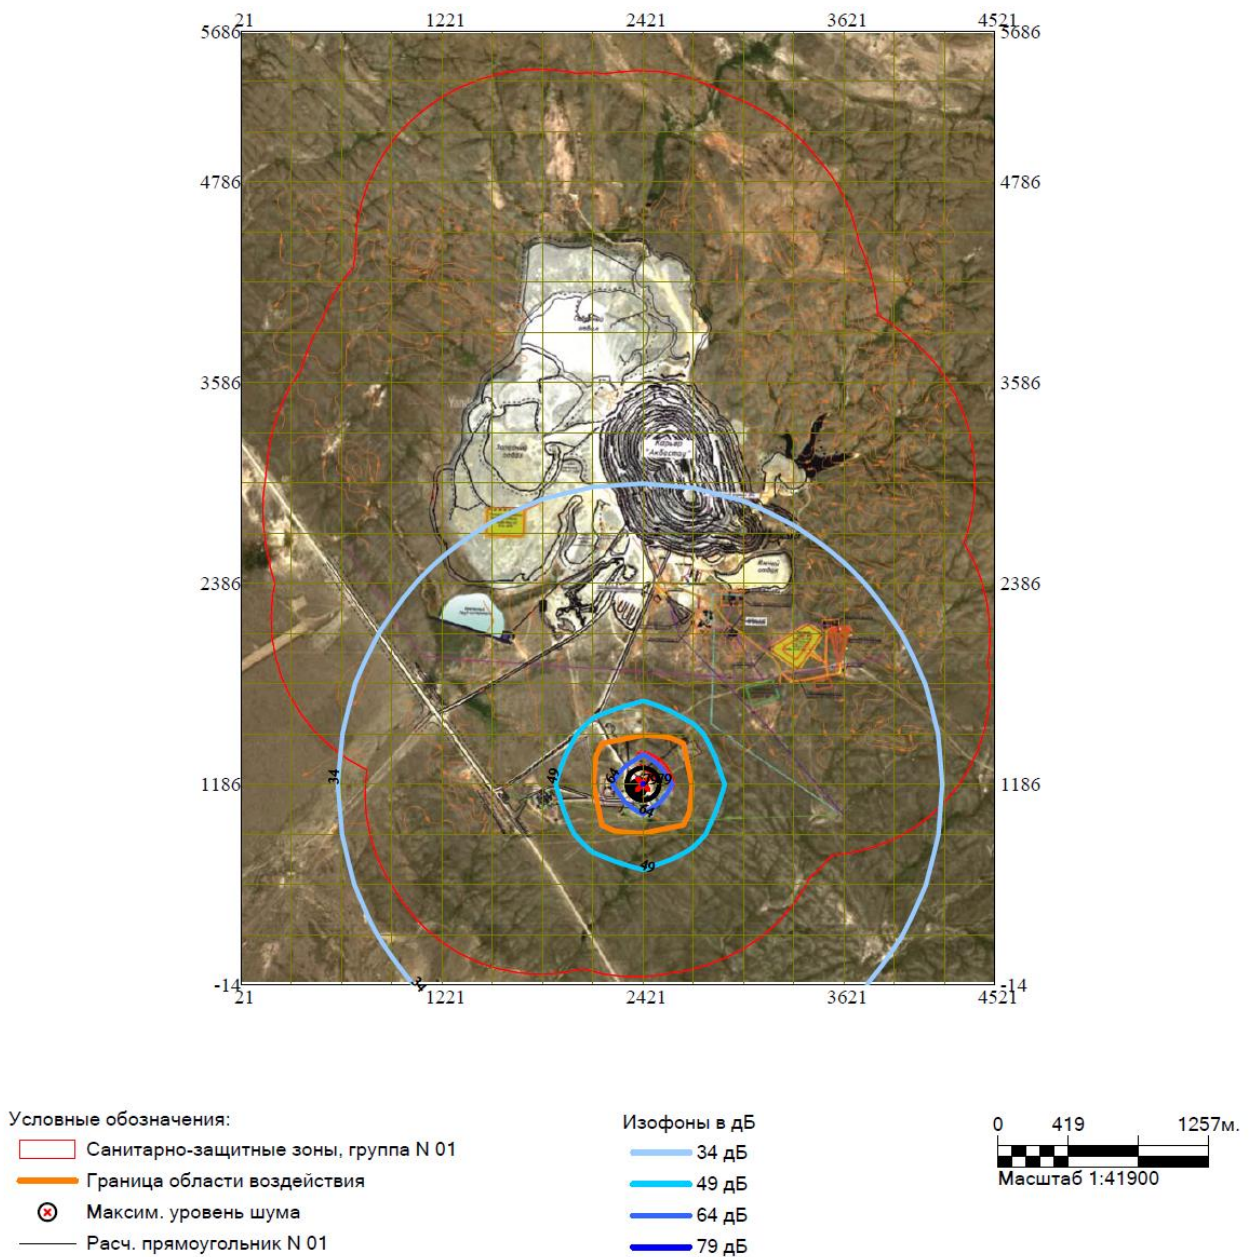 21 1221 2421 3621 4521
5686 5686
4786 4786
3586 3586
Карьер
"Акбастау"
2386 2386
49
64
79
34
1186 1186
64
49
34
-14 -14
21 1221 2421 3621 4521
Условные обозначения:
Санитарно-защитные зоны, группа N 01
Граница области воздействия
Максим. уровень шума
Расч. прямоугольник N 01
Изофоны в дБ
34 дБ
49 дБ
64 дБ
79 дБ
0 419 1257м.
Масштаб 1:41900